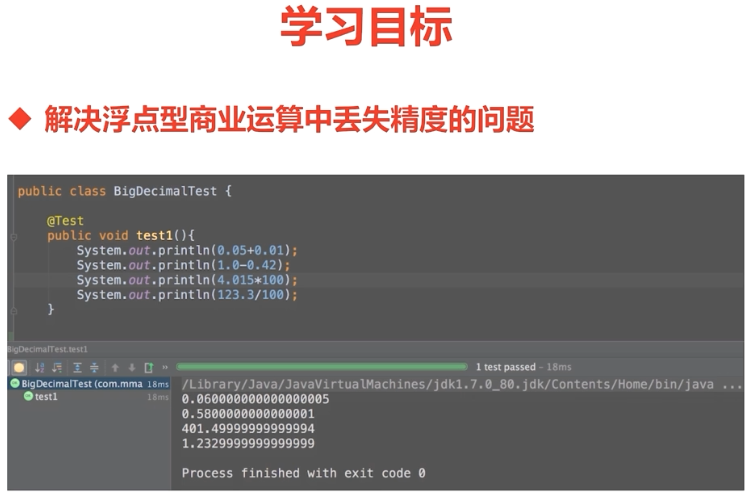 学习目标
解决浮点型商业运算中丢失精度的问题
public class BigDecimalTest {
@Test
public void test1(){
System.out.println(0.05+0.01);
System.out.println(1.0-0.42);
System.out.println(4.015*100);
System.out.println(123.3/100);
}
BigDecimalTest.test1
1 test passed – 18ms
BigDecimalTest (com.mma 18ms
test1 18ms
/Library/Java/JavaVirtualMachines/jdk1.7.0_80.jdk/Contents/Home/bin/java ...
0.060000000000000005
0.5800000000000001
401.49999999999994
1.2329999999999999
Process finished with exit code 0